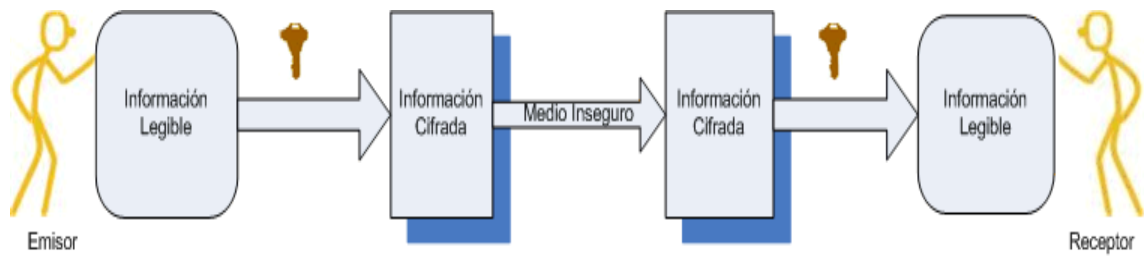 Información
Legible
Información
Cifrada
Medio Inseguro
Información
Cifrada
Información
Legible
Emisor
Receptor